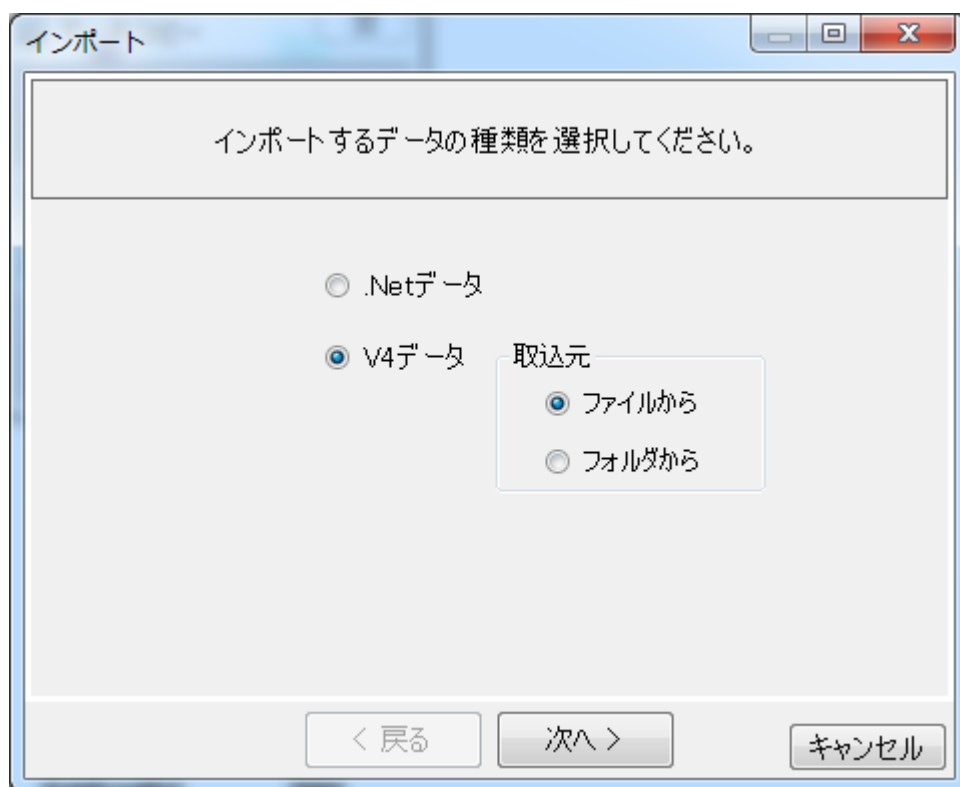 インポート
インポートするデータの種類を選択してください。
.Netデータ
V4データ
取込元
ファイルから
フォルダから
< 戻る
次へ >
キャンセル